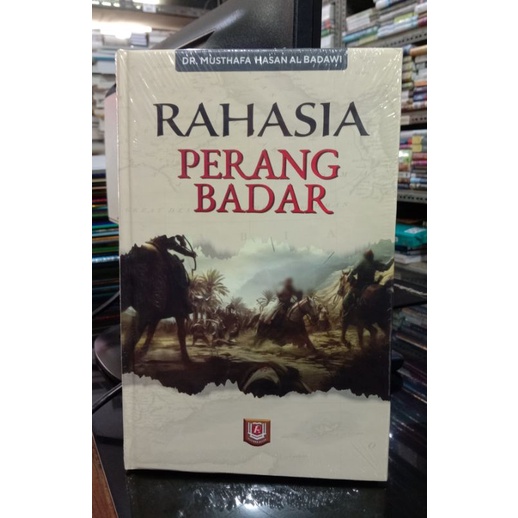 DR. MUSTHAFA HASAN AL BADAWI
RAHASIA
PERANG
BADAR